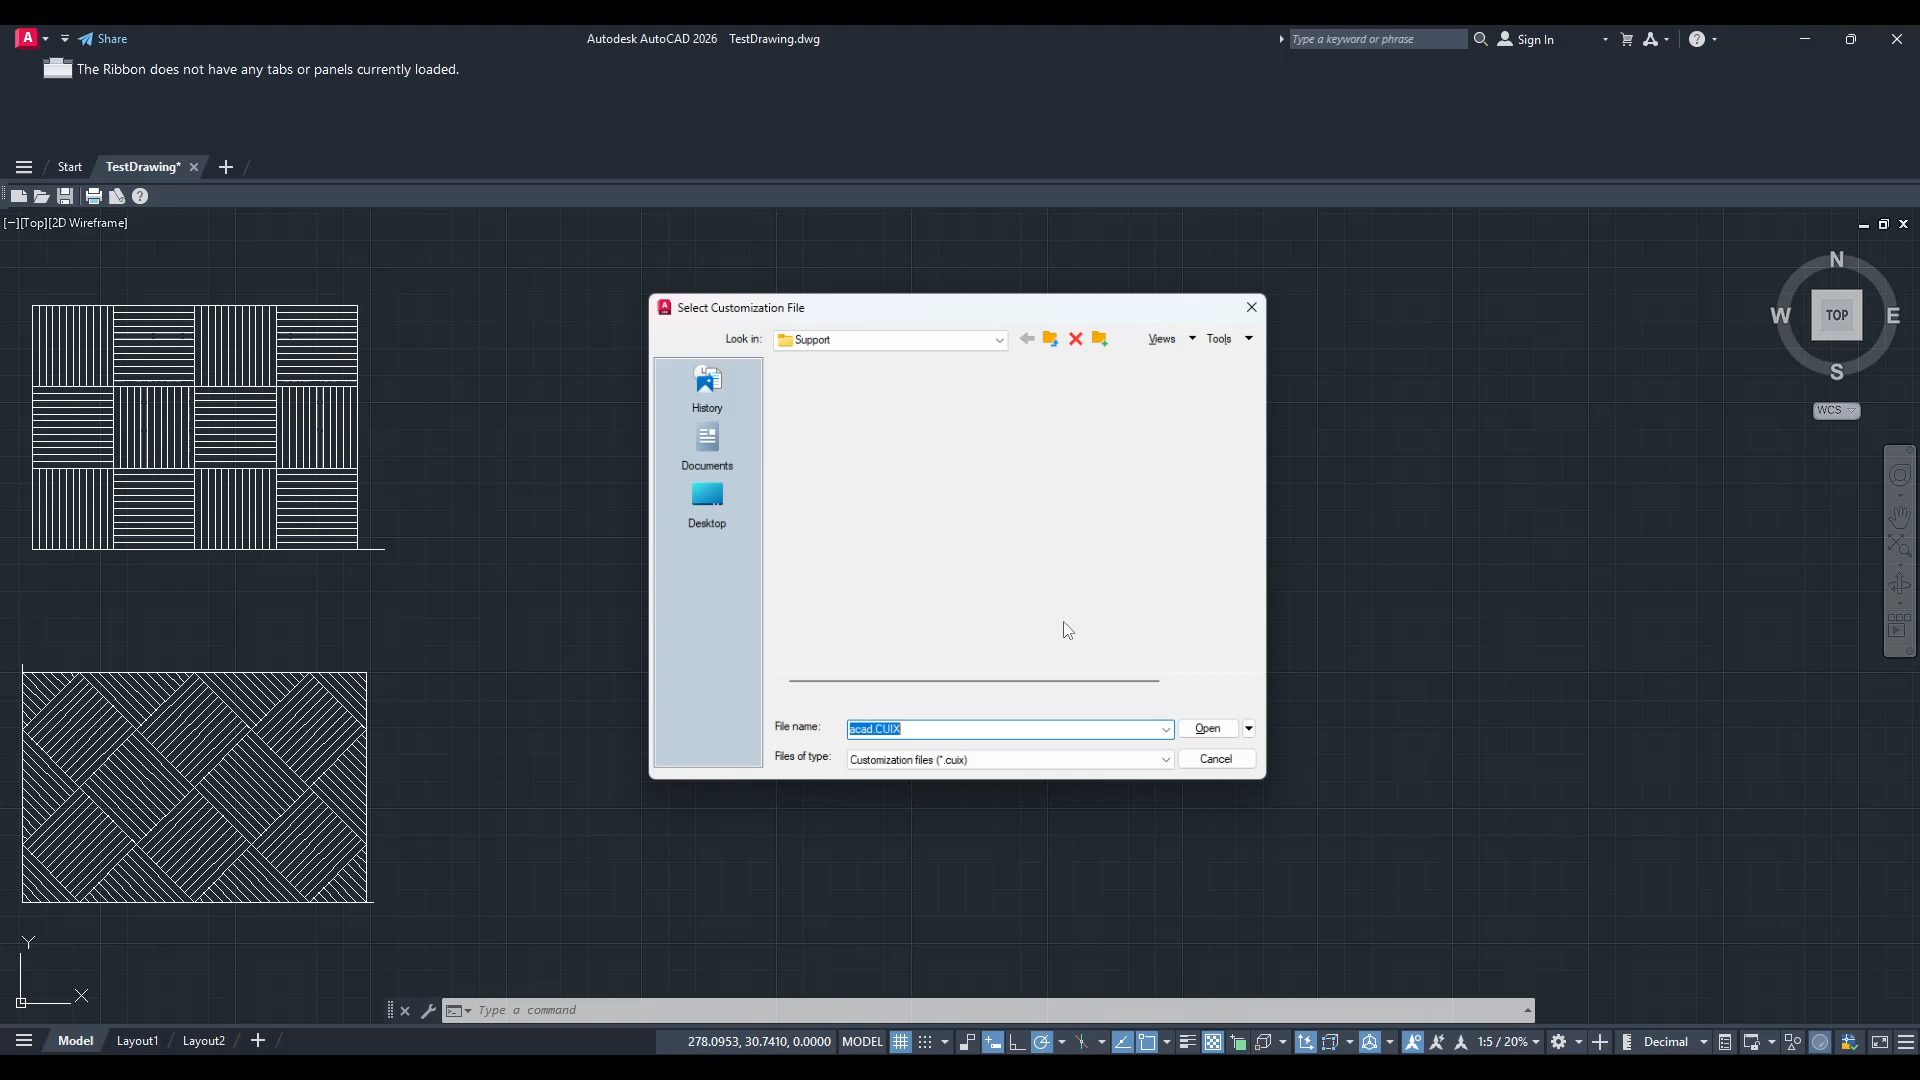 A Share
Autodesk AutoCAD 2026 TestDrawing.dwg
Type a keyword or phrase
Sign In
The Ribbon does not have any tabs or panels currently loaded.
Start
TestDrawing*
[−][Top][2D Wireframe]
N
W
TOP
E
S
WCS
Select Customization File
Look in:
Support
Views
Tools
History
Documents
Desktop
File name:
acad.CUIX
Open
Files of type:
Customization files (*.cuix)
Cancel
Y
X
Type a command
Model
Layout1
Layout2
278.0953, 30.7410, 0.0000
MODEL
1:5 / 20%
Decimal